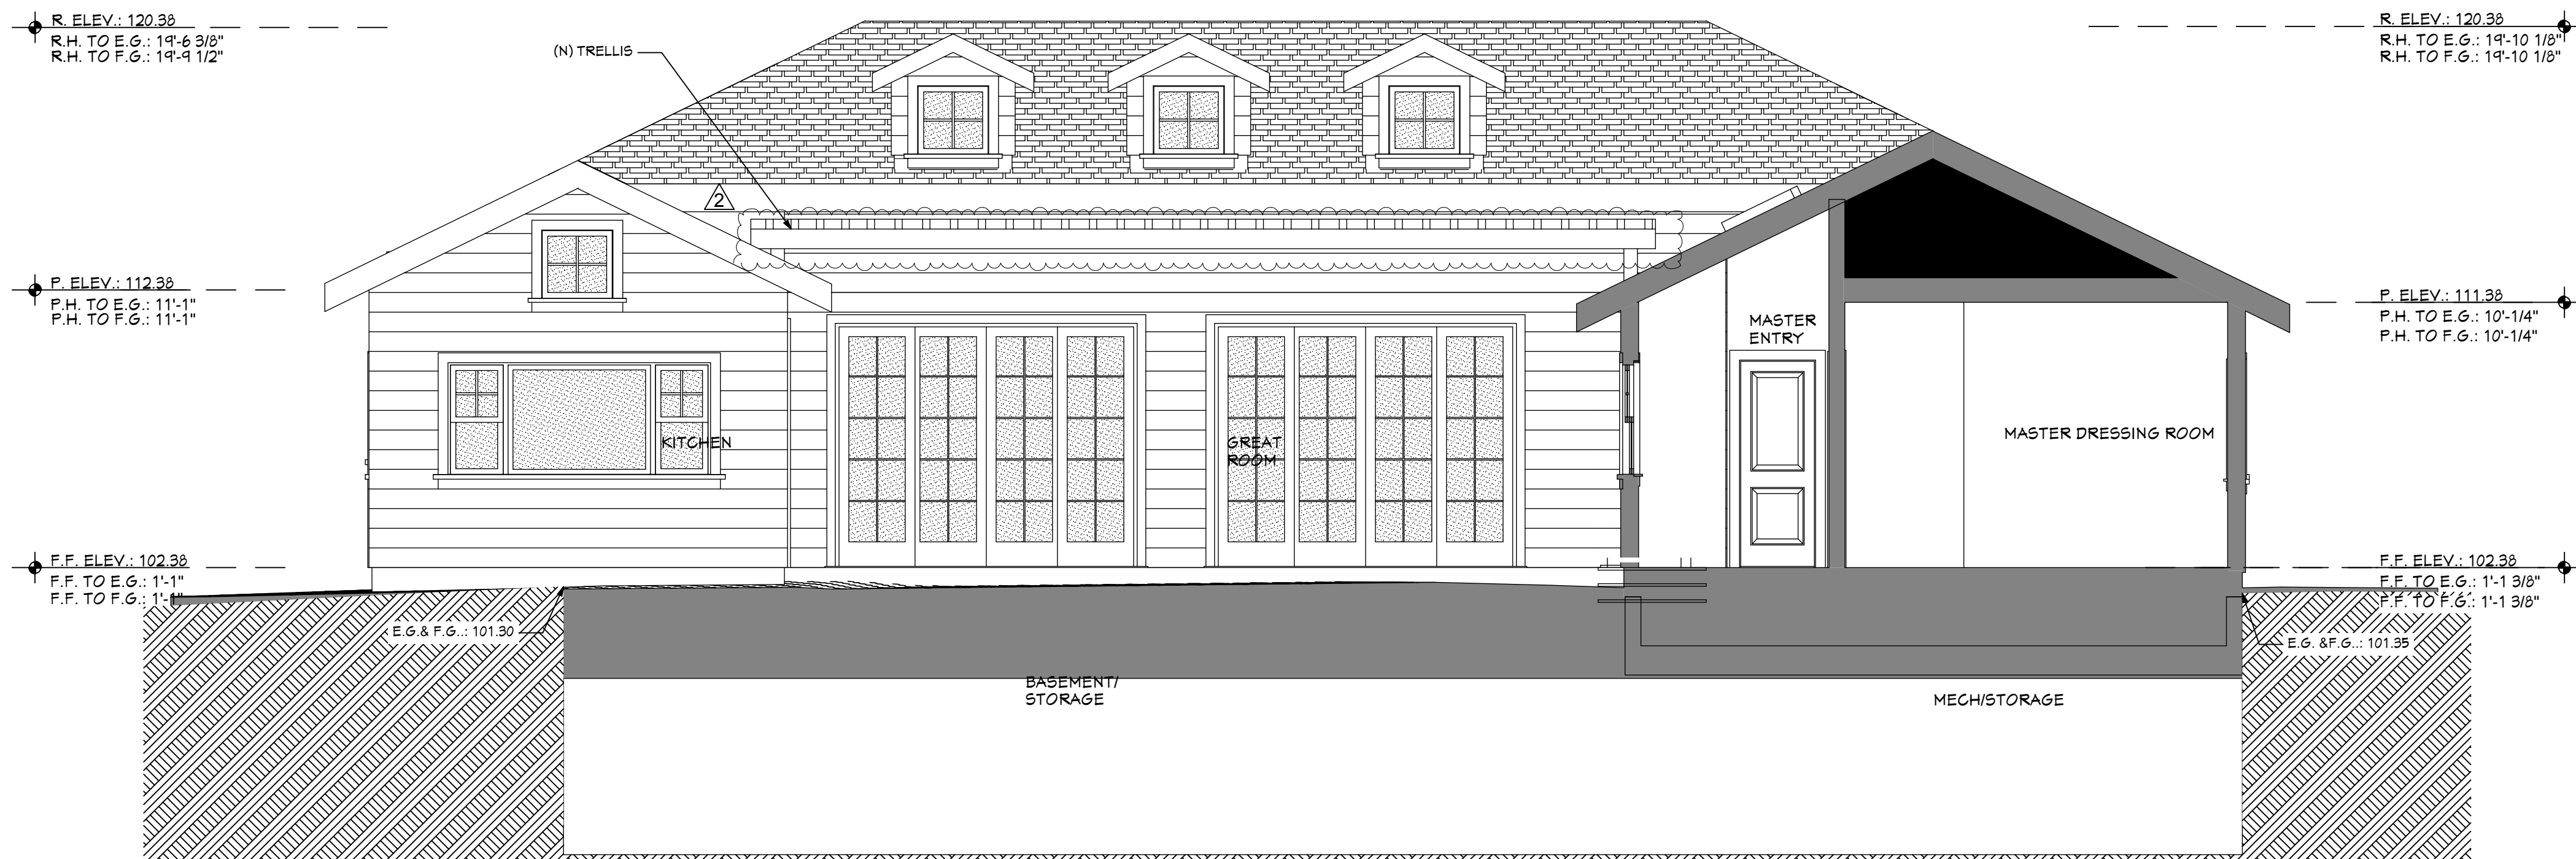 R. ELEV.: 120.38
R.H. TO E.G.: 19'-6 3/8"
R.H. TO F.G.: 19'-9 1/2"
(N) TRELLIS
R. ELEV.: 120.38
R.H. TO E.G.: 19'-10 1/8"
R.H. TO F.G.: 19'-10 1/8"
2
P. ELEV.: 112.38
P.H. TO E.G.: 11'-1"
P.H. TO F.G.: 11'-1"
P. ELEV.: 111.38
P.H. TO E.G.: 10'-1/4"
P.H. TO F.G.: 10'-1/4"
MASTER
ENTRY
KITCHEN
GREAT
ROOM
MASTER DRESSING ROOM
F.F. ELEV.: 102.38
F.F. TO E.G.: 1'-1"
F.F. TO F.G.: 1'-1"
F.F. ELEV.: 102.38
F.F. TO E.G.: 1'-1 3/8"
F.F. TO F.G.: 1'-1 3/8"
E.G.& F.G..: 101.30
E.G. &F.G..: 101.35
BASEMENT/
STORAGE
MECH/STORAGE